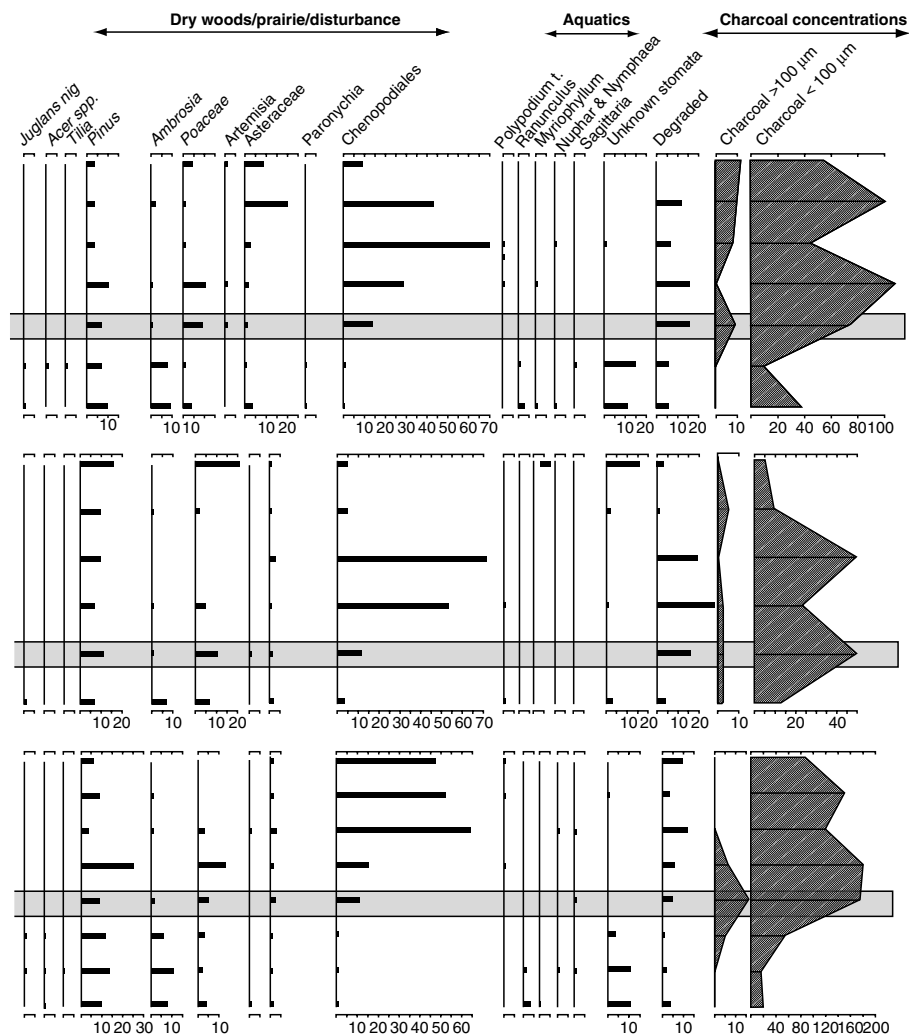 Dry woods/prairie/disturbance Aquatics Charcoal concentrations
Juglans nig
Acer spp.
Tilia
Pinus
Ambrosia
Poaceae
Artemisia
Asteraceae
Paronychia
Chenopodiales
Polypodium t.
Ranunculus
Myriophyllum
Nuphar & Nymphaea
Sagittaria
Unknown stomata
Degraded
Charcoal >100 µm
Charcoal < 100 µm
10 10 10 10 20 10 20 30 40 50 60 70 10 20 10 20 10 20 40 60 80 100
10 20 10 10 20 10 20 30 40 50 60 70 10 20 10 20 10 20 40
10 20 30 10 10 10 20 30 40 50 60 10 10 10 40 80 120 160 200